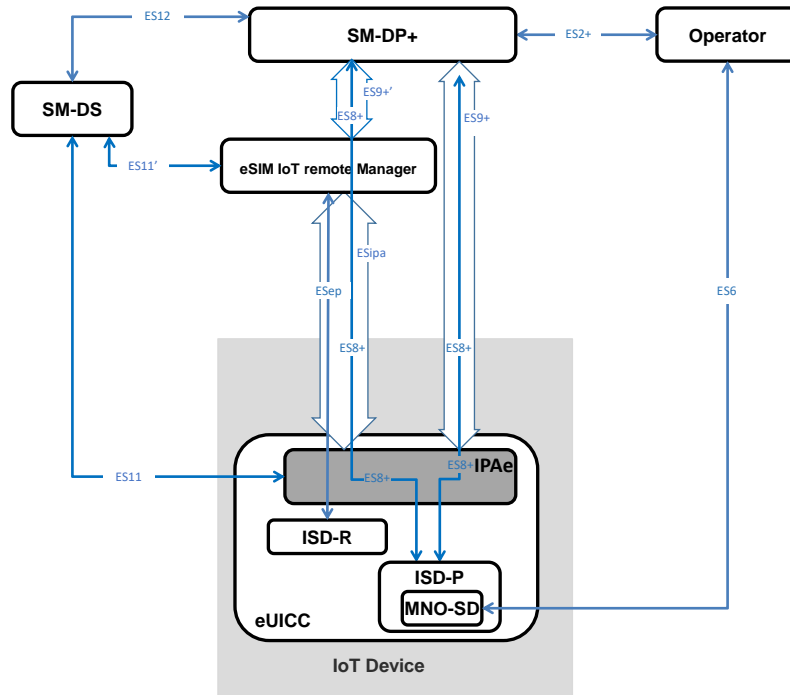 ES12
SM-DP+
ES2+
Operator
SM-DS
ES9+'
ES8+
ES9+
ES11'
eSIM IoT remote Manager
ESipa
ESep
ES6
ES8+
ES8+
IPAe
ES8+
ES11
ES8+
ISD-R
ISD-P
MNO-SD
eUICC
IoT Device